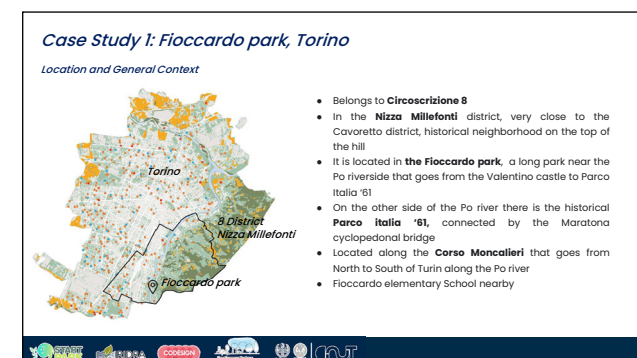 Case Study 1: Fioccardo park, Torino
Location and General Context
Torino
8 District
Nizza Millefonti
Fioccardo park
● Belongs to Circoscrizione 8
● In the Nizza Millefonti district, very close to the
Cavoretto district, historical neighborhood on the top of
the hill
● It is located in the Fioccardo park, a long park near the
Po riverside that goes from the Valentino castle to Parco
Italia ‘61
● On the other side of the Po river there is the historical
Parco italia ‘61, connected by the Maratona
cyclopedonal bridge
● Located along the Corso Moncalieri that goes from
North to South of Turin along the Po river
● Fioccardo elementary School nearby
START
CODESIGN